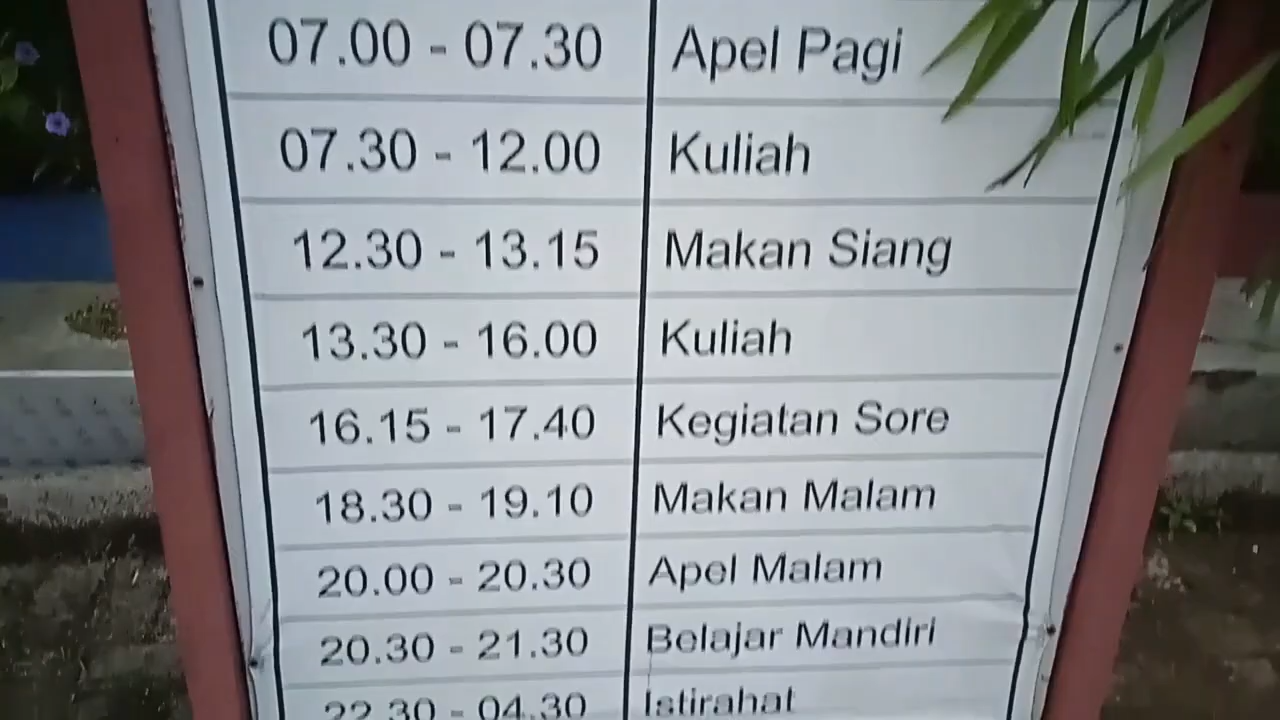 07.00 - 07.30 Apel Pagi
07.30 - 12.00 Kuliah
12.30 - 13.15 Makan Siang
13.30 - 16.00 Kuliah
16.15 - 17.40 Kegiatan Sore
18.30 - 19.10 Makan Malam
20.00 - 20.30 Apel Malam
20.30 - 21.30 Belajar Mandiri
22.30 - 04.30 Istirahat